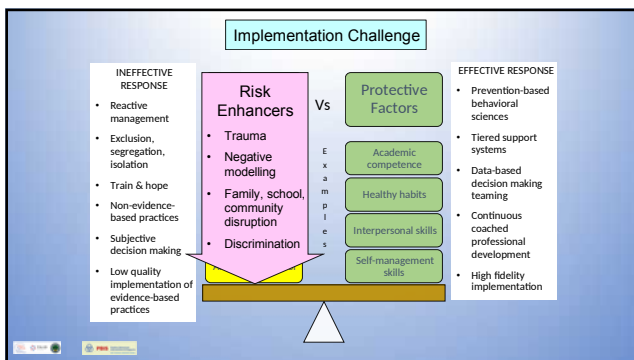 Implementation Challenge
INEFFECTIVE
RESPONSE
• Reactive
management
• Exclusion,
segregation,
isolation
• Train & hope
• Non-evidence-
based practices
• Subjective
decision making
• Low quality
implementation of
evidence-based
practices
Risk
Enhancers
• Trauma
• Negative
modelling
• Family, school,
community
disruption
• Discrimination
Vs
Examples
Protective
Factors
Academic
competence
Healthy habits
Interpersonal skills
Self-management
skills
EFFECTIVE RESPONSE
• Prevention-based
behavioral
sciences
• Tiered support
systems
• Data-based
decision making
teaming
• Continuous
coached
professional
development
• High fidelity
implementation
PBIS